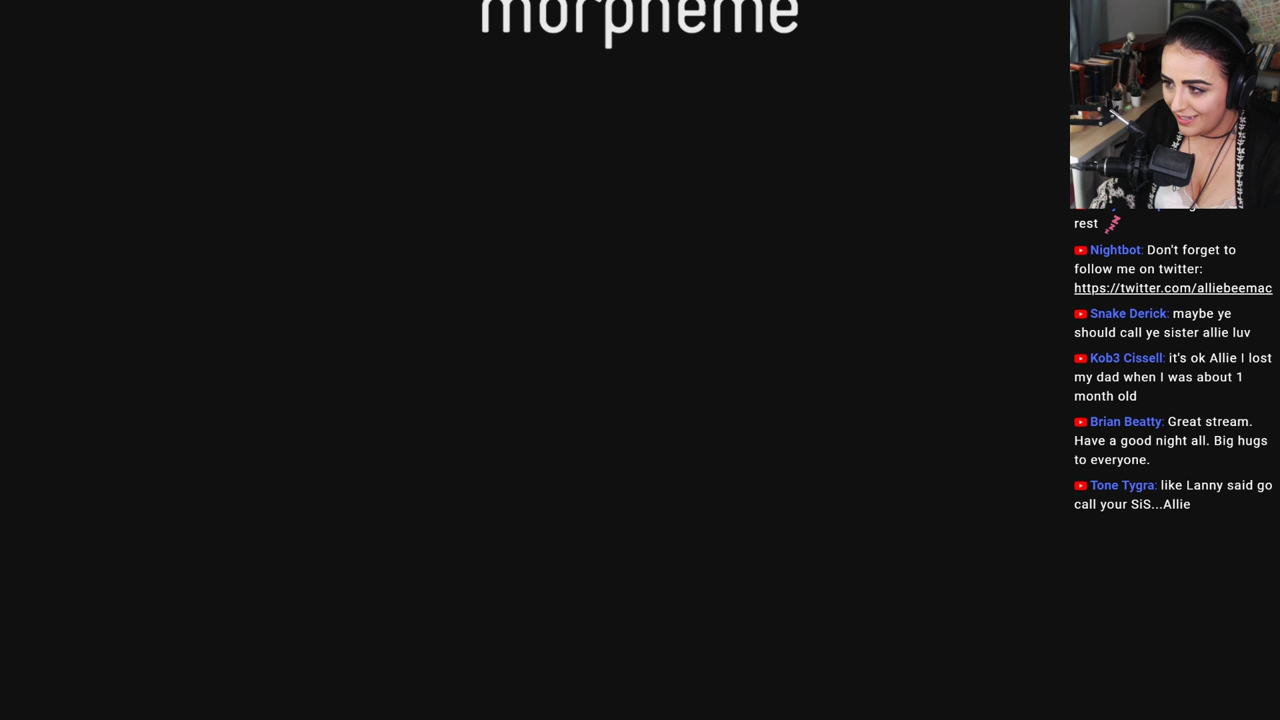 morpheme
rest
Nightbot: Don't forget to
follow me on twitter:
https://twitter.com/alliebeemac
Snake Derick: maybe ye
should call ye sister allie luv
Kob3 Cissell: it's ok Allie I lost
my dad when I was about 1
month old
Brian Beatty: Great stream.
Have a good night all. Big hugs
to everyone.
Tone Tygra: like Lanny said go
call your SiS...Allie